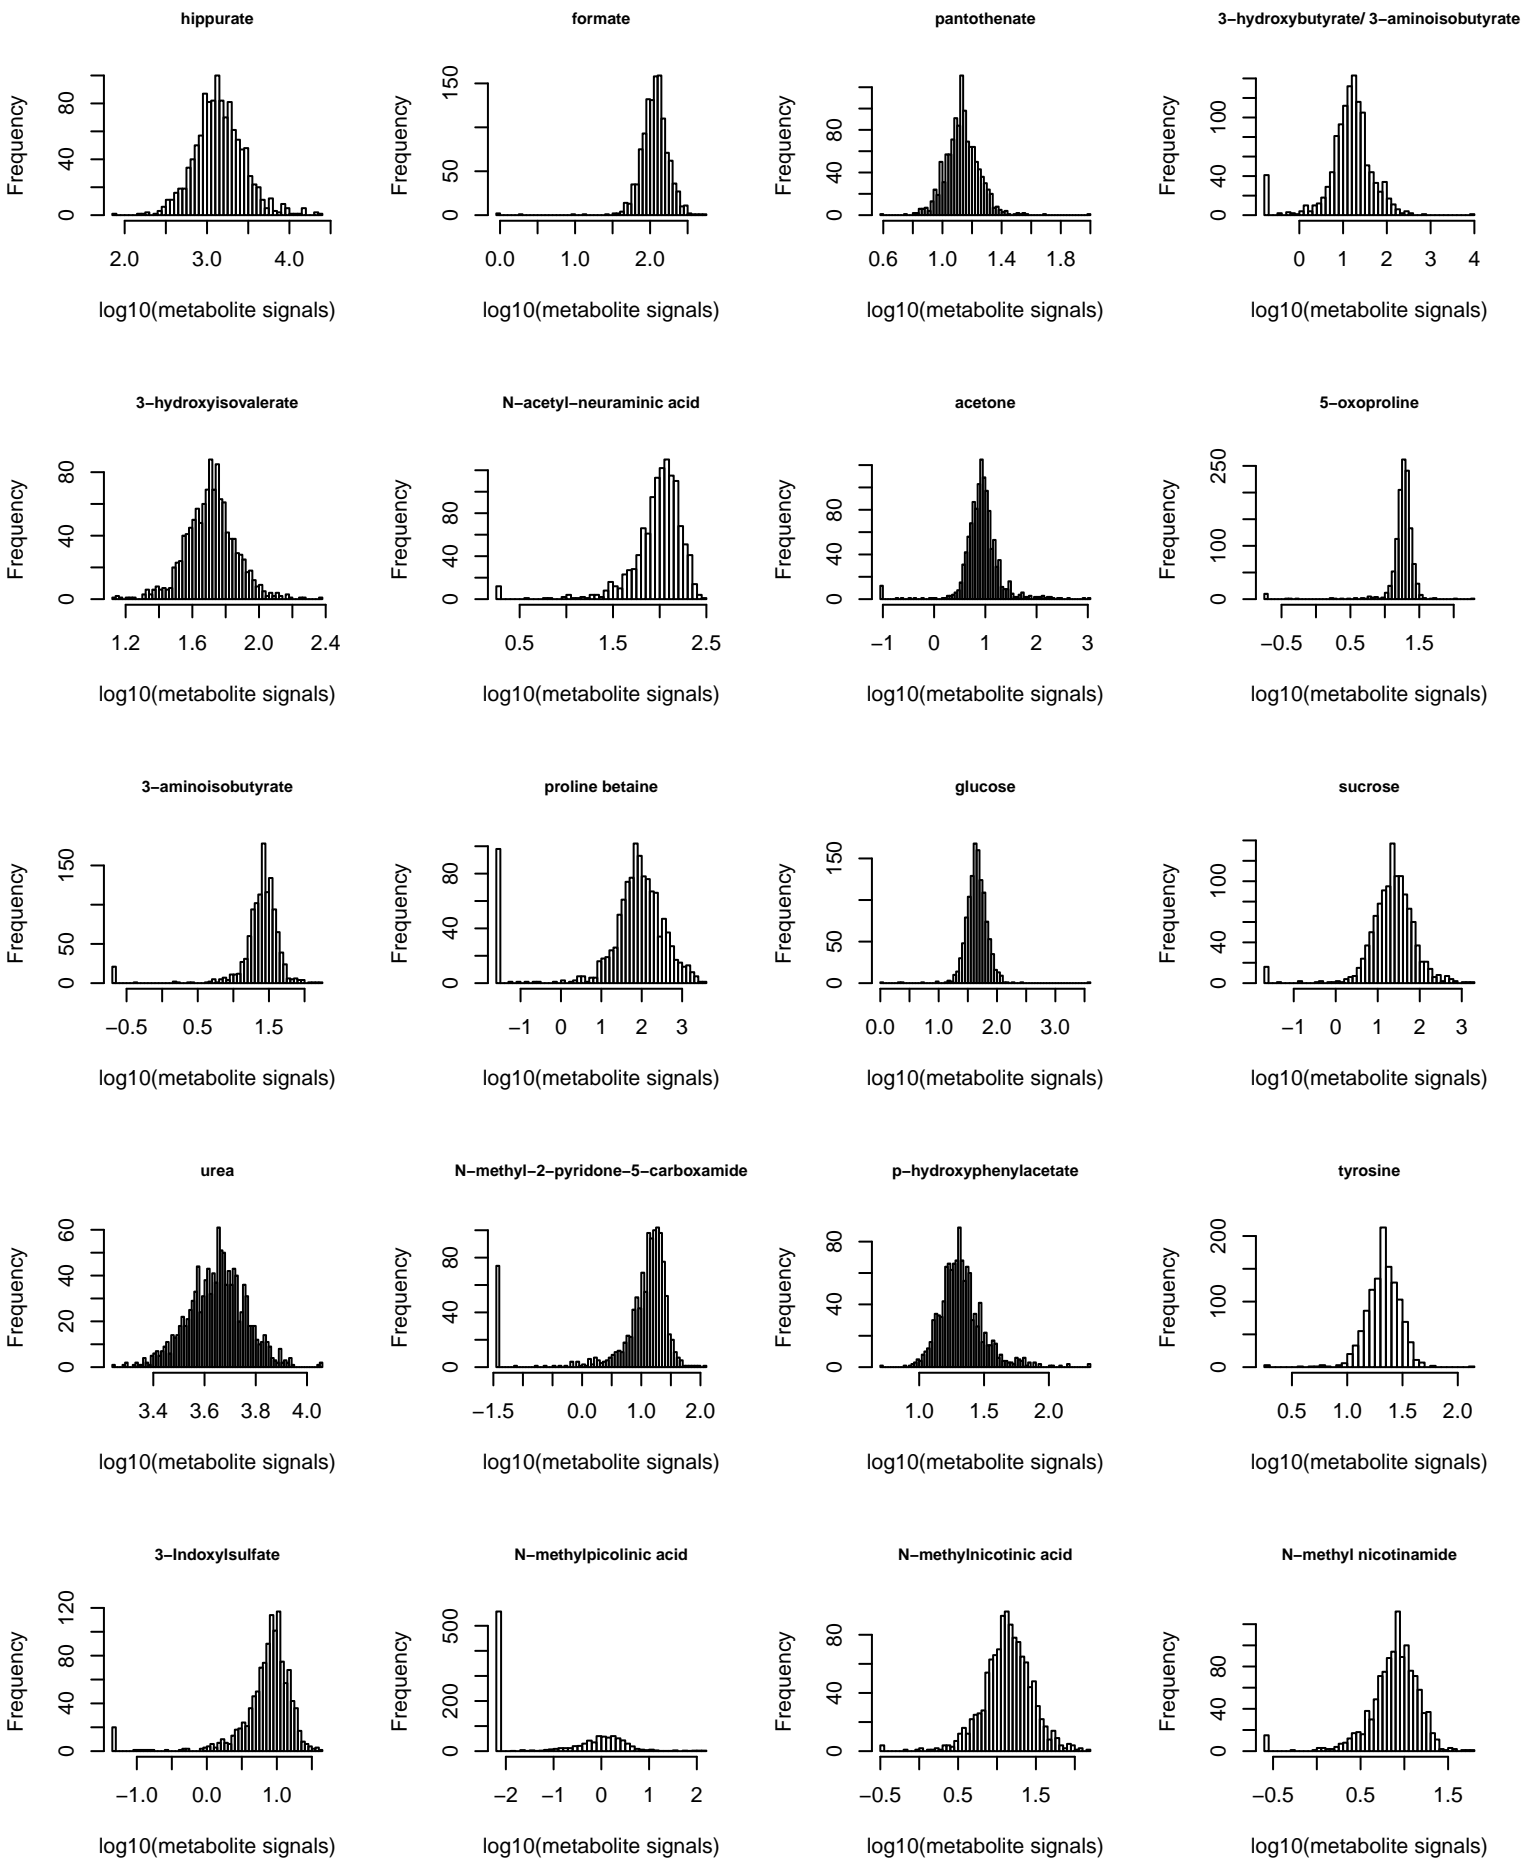 hippurate
Frequency
0 40 80
2.0 3.0 4.0
log10(metabolite signals)
formate
Frequency
0 50 150
0.0 1.0 2.0
log10(metabolite signals)
pantothenate
Frequency
0 40 80
0.6 1.0 1.4 1.8
log10(metabolite signals)
3−hydroxybutyrate/ 3−aminoisobutyrate
Frequency
0 40 100
0 1 2 3 4
log10(metabolite signals)
3−hydroxyisovalerate
Frequency
0 40 80
1.2 1.6 2.0 2.4
log10(metabolite signals)
N−acetyl−neuraminic acid
Frequency
0 40 80
0.5 1.5 2.5
log10(metabolite signals)
acetone
Frequency
0 40 80
−1 0 1 2 3
log10(metabolite signals)
5−oxoproline
Frequency
0 100 250
−0.5 0.5 1.5
log10(metabolite signals)
3−aminoisobutyrate
Frequency
0 50 150
−0.5 0.5 1.5
log10(metabolite signals)
proline betaine
Frequency
0 40 80
−1 0 1 2 3
log10(metabolite signals)
glucose
Frequency
0 50 150
0.0 1.0 2.0 3.0
log10(metabolite signals)
sucrose
Frequency
0 40 100
−1 0 1 2 3
log10(metabolite signals)
urea
Frequency
0 20 40 60
3.4 3.6 3.8 4.0
log10(metabolite signals)
N−methyl−2−pyridone−5−carboxamide
Frequency
0 40 80
−1.5 0.0 1.0 2.0
log10(metabolite signals)
p−hydroxyphenylacetate
Frequency
0 40 80
1.0 1.5 2.0
log10(metabolite signals)
tyrosine
Frequency
0 100 200
0.5 1.0 1.5 2.0
log10(metabolite signals)
3−Indoxylsulfate
Frequency
0 40 80 120
−1.0 0.0 1.0
log10(metabolite signals)
N−methylpicolinic acid
Frequency
0 200 500
−2 −1 0 1 2
log10(metabolite signals)
N−methylnicotinic acid
Frequency
0 40 80
−0.5 0.5 1.5
log10(metabolite signals)
N−methyl nicotinamide
Frequency
0 40 80
−0.5 0.5 1.5
log10(metabolite signals)